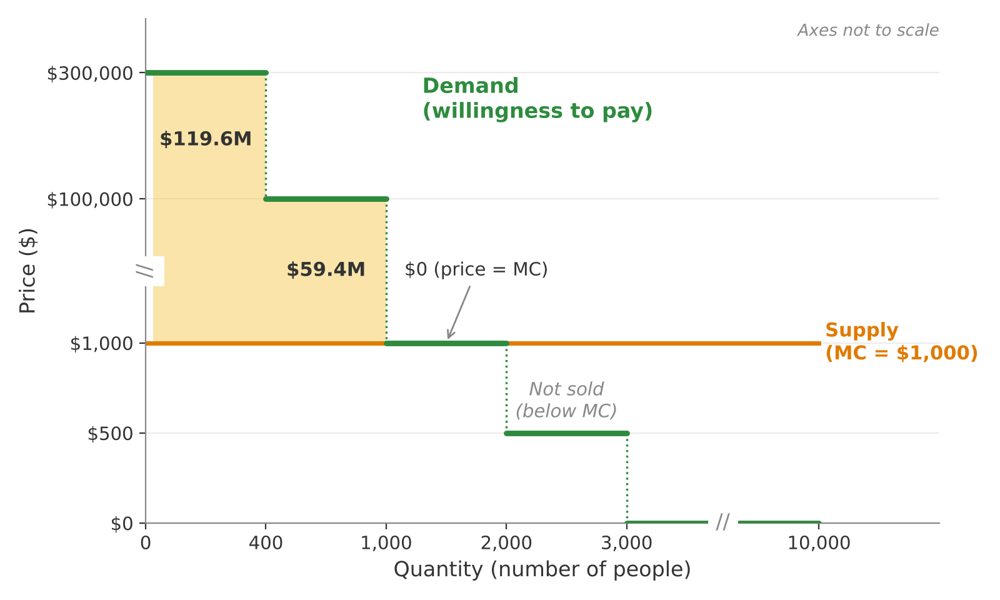 Axes not to scale
$300,000
Demand
(willingness to pay)
$119.6M
$100,000
Price ($)
$59.4M
$0 (price = MC)
$1,000
Supply
(MC = $1,000)
Not sold
(below MC)
$500
$0
0
400
1,000
2,000
3,000
10,000
Quantity (number of people)